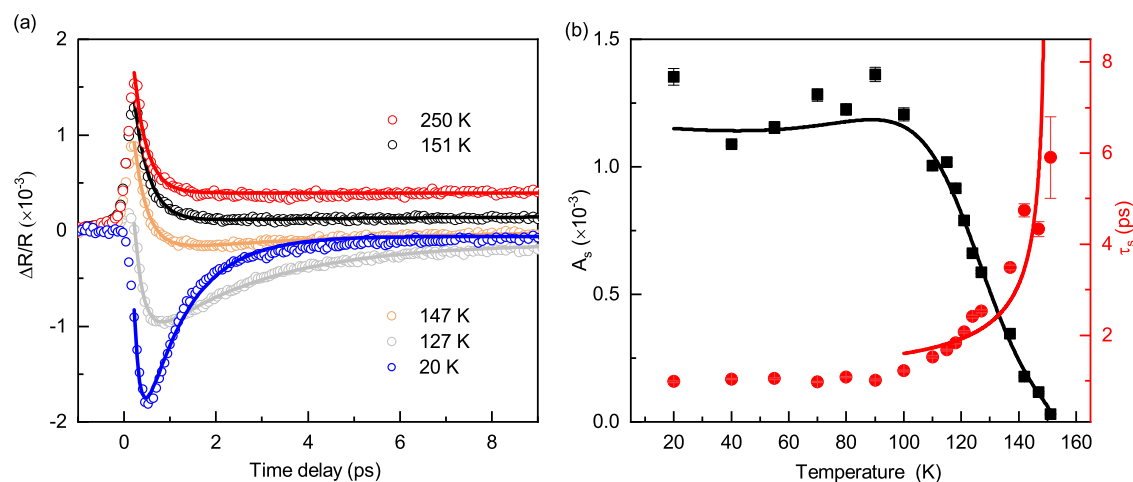 (a)
2
1
0
-1
-2
ΔR/R (×10⁻³)
250 K
151 K
147 K
127 K
20 K
0
2
4
6
8
Time delay (ps)
(b)
1.5
1.0
0.5
0.0
Aₛ (×10⁻³)
8
6
4
2
τₛ (ps)
20
40
60
80
100
120
140
160
Temperature (K)